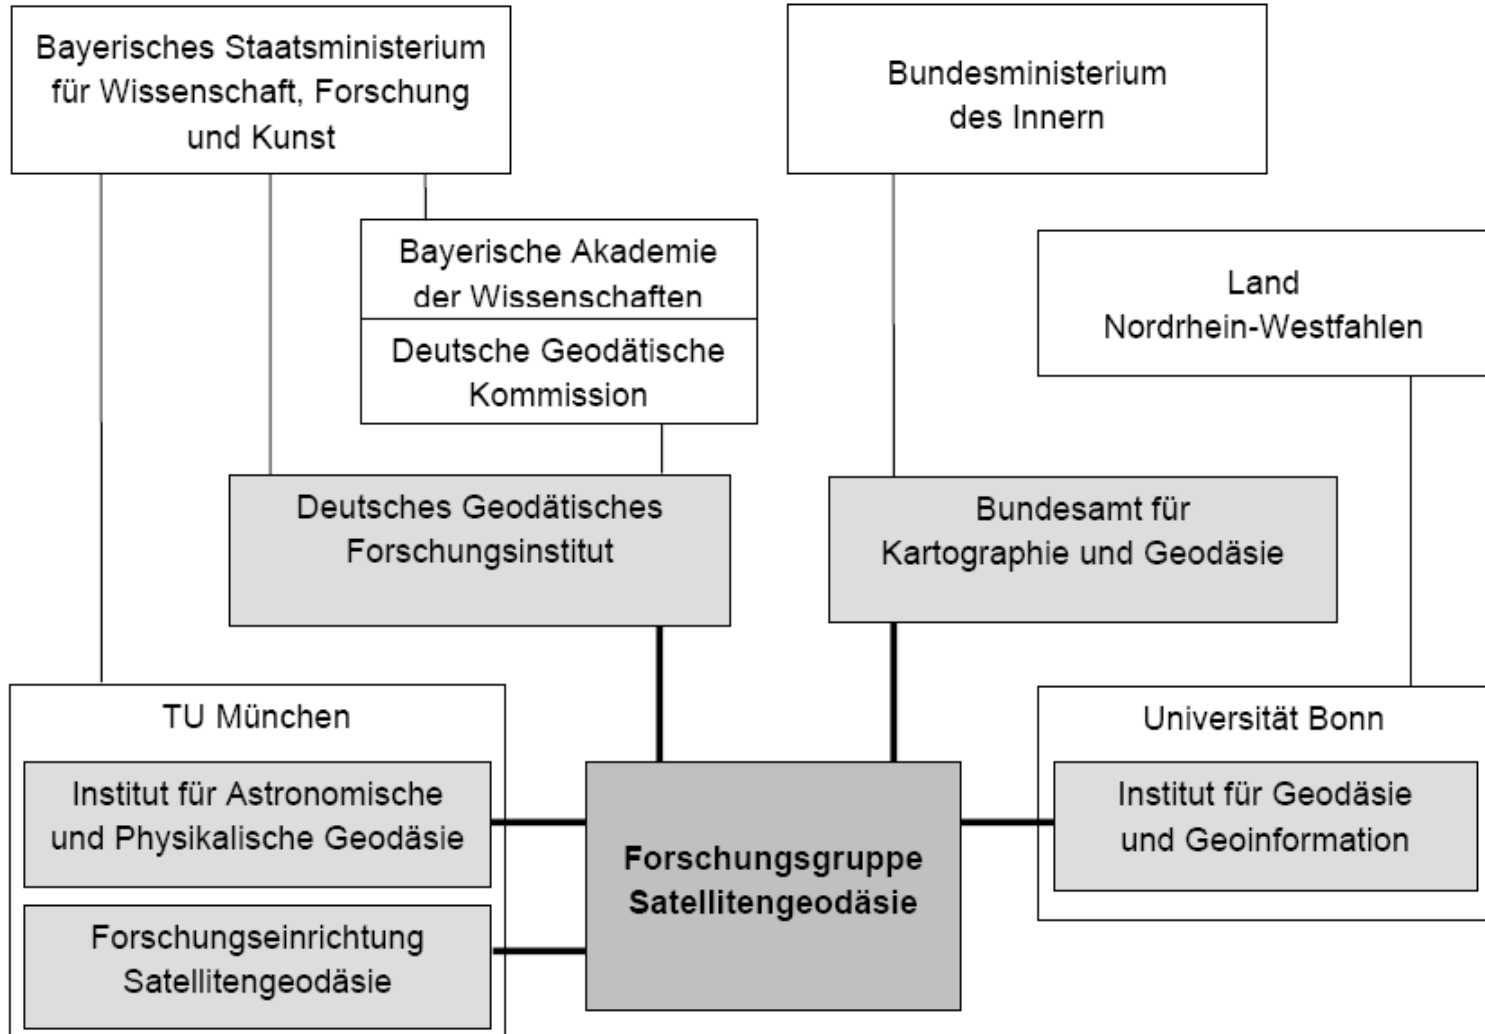 Bayerisches Staatsministerium
für Wissenschaft, Forschung
und Kunst
Bundesministerium
des Innern
Bayerische Akademie
der Wissenschaften
Deutsche Geodätische
Kommission
Land
Nordrhein-Westfahlen
Deutsches Geodätisches
Forschungsinstitut
Bundesamt für
Kartographie und Geodäsie
TU München
Institut für Astronomische
und Physikalische Geodäsie
Forschungseinrichtung
Satellitengeodäsie
Forschungsgruppe
Satellitengeodäsie
Universität Bonn
Institut für Geodäsie
und Geoinformation